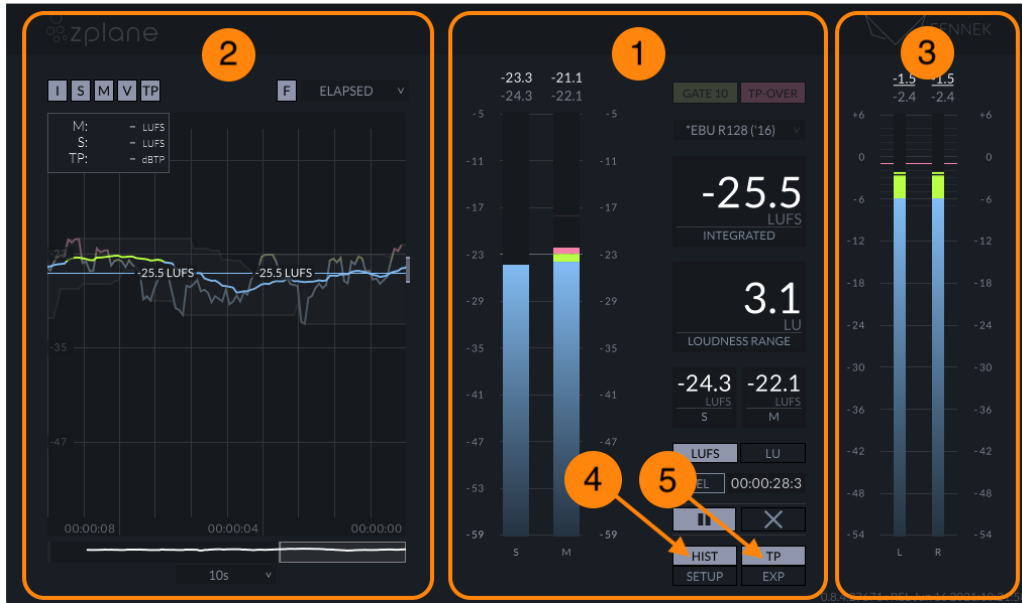 zplane
2
I S M V TP F ELAPSED v
M: – LUFS
S: – LUFS
TP: – dBTP
-23
-25.5 LUFS -25.5 LUFS
-35
-47
00:00:08 00:00:04 00:00:00
10s v
1
-23.3 -21.1
-24.3 -22.1
-5 -5
-11 -11
-17 -17
-23 -23
-29 -29
-35 -35
-41 -41
-47 -47
-53 -53
-59 -59
S M
GATE 10 TP-OVER
*EBU R128 ('16) v
-25.5
LUFS
INTEGRATED
3.1
LU
LOUDNESS RANGE
-24.3 -22.1
LUFS LUFS
S M
LUFS LU
4 5
00:00:28:3
HIST TP
SETUP EXP
FENNEK
3
-1.5 -1.5
-2.4 -2.4
+6 +6
0 0
-6 -6
-12 -12
-18 -18
-24 -24
-30 -30
-36 -36
-42 -42
-48 -48
-54 -54
L R